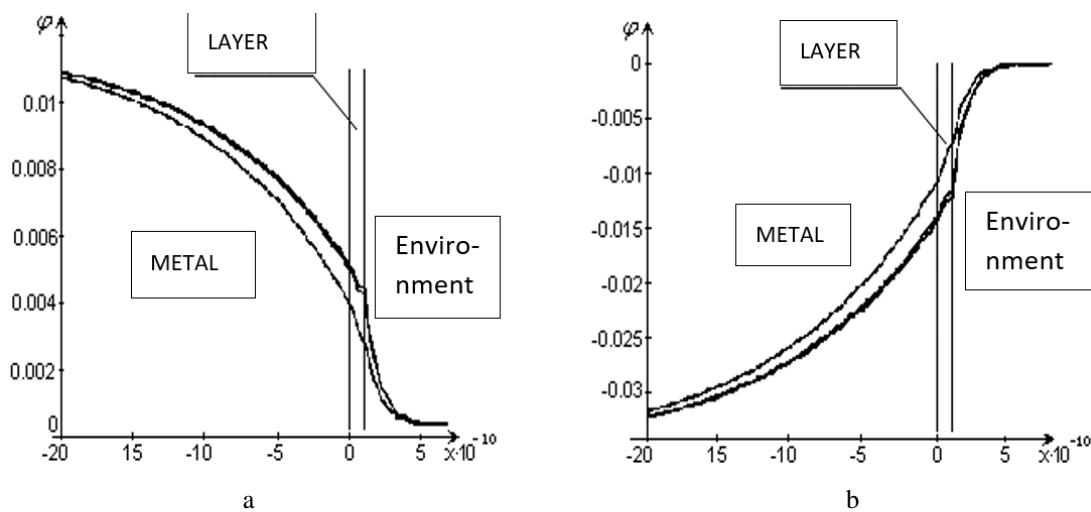 φ
LAYER
0.01
0.008
0.006
0.004
0.002
0
METAL
Enviro-
nment
-20
-15
-10
-5
0
5
x·10⁻¹⁰
a
φ
LAYER
0
-0.005
-0.01
-0.015
-0.02
-0.025
-0.03
METAL
Enviro-
nment
-20
15
-10
-5
0
5
x·10⁻¹⁰
b